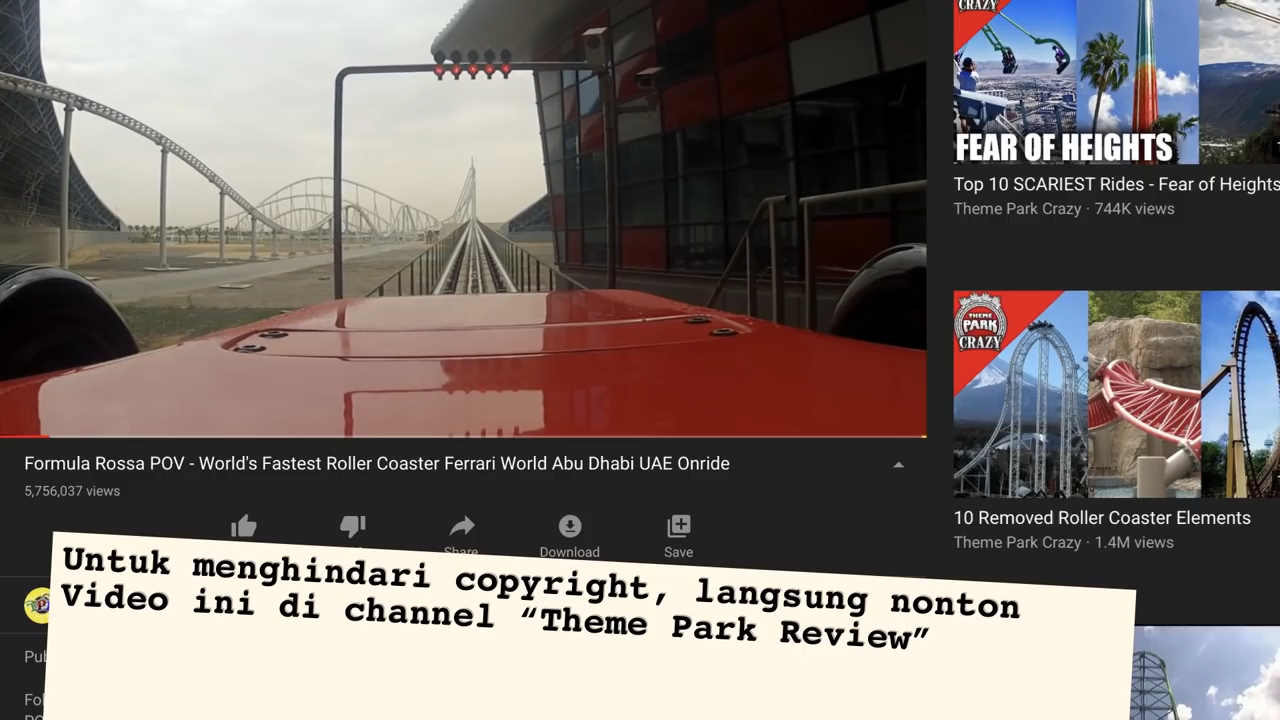 CRAZY
FEAR OF HEIGHTS
Top 10 SCARIEST Rides - Fear of Heights
Theme Park Crazy · 744K views
THEME
PARK
CRAZY
10 Removed Roller Coaster Elements
Theme Park Crazy · 1.4M views
Formula Rossa POV - World's Fastest Roller Coaster Ferrari World Abu Dhabi UAE Onride
5,756,037 views
Share
Download
Save
Untuk menghindari copyright, langsung nonton
Video ini di channel “Theme Park Review”